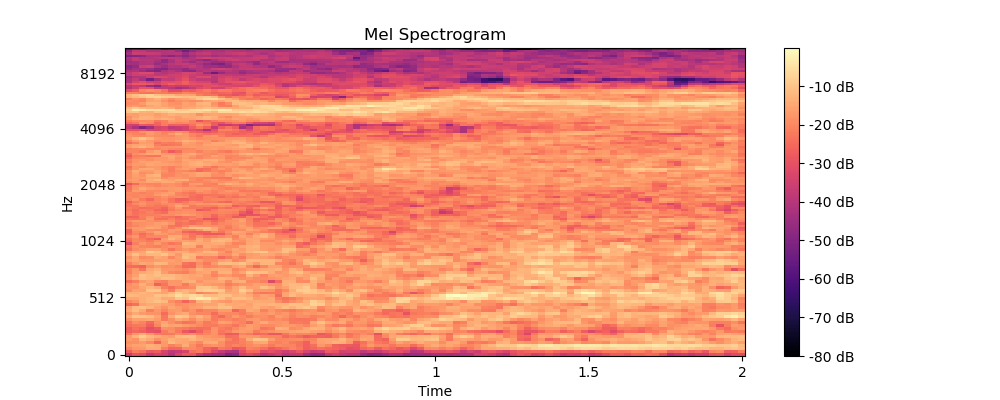 Mel Spectrogram
8192
4096
2048
1024
512
0
Hz
0 0.5 1 1.5 2
Time
-10 dB
-20 dB
-30 dB
-40 dB
-50 dB
-60 dB
-70 dB
-80 dB